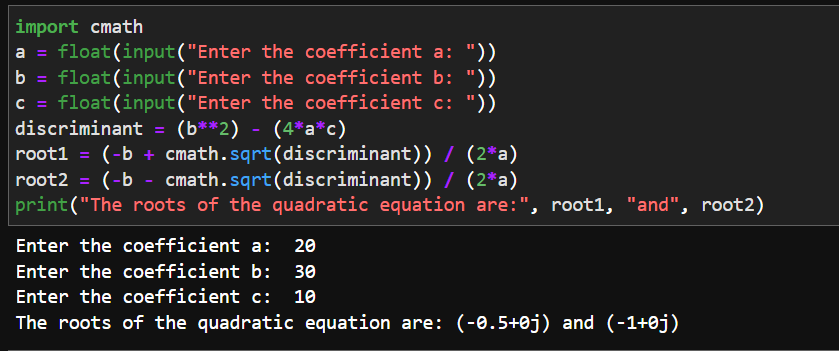 import cmath
a = float(input("Enter the coefficient a: "))
b = float(input("Enter the coefficient b: "))
c = float(input("Enter the coefficient c: "))
discriminant = (b**2) - (4*a*c)
root1 = (-b + cmath.sqrt(discriminant)) / (2*a)
root2 = (-b - cmath.sqrt(discriminant)) / (2*a)
print("The roots of the quadratic equation are:", root1, "and", root2)
Enter the coefficient a:  20
Enter the coefficient b:  30
Enter the coefficient c:  10
The roots of the quadratic equation are: (-0.5+0j) and (-1+0j)